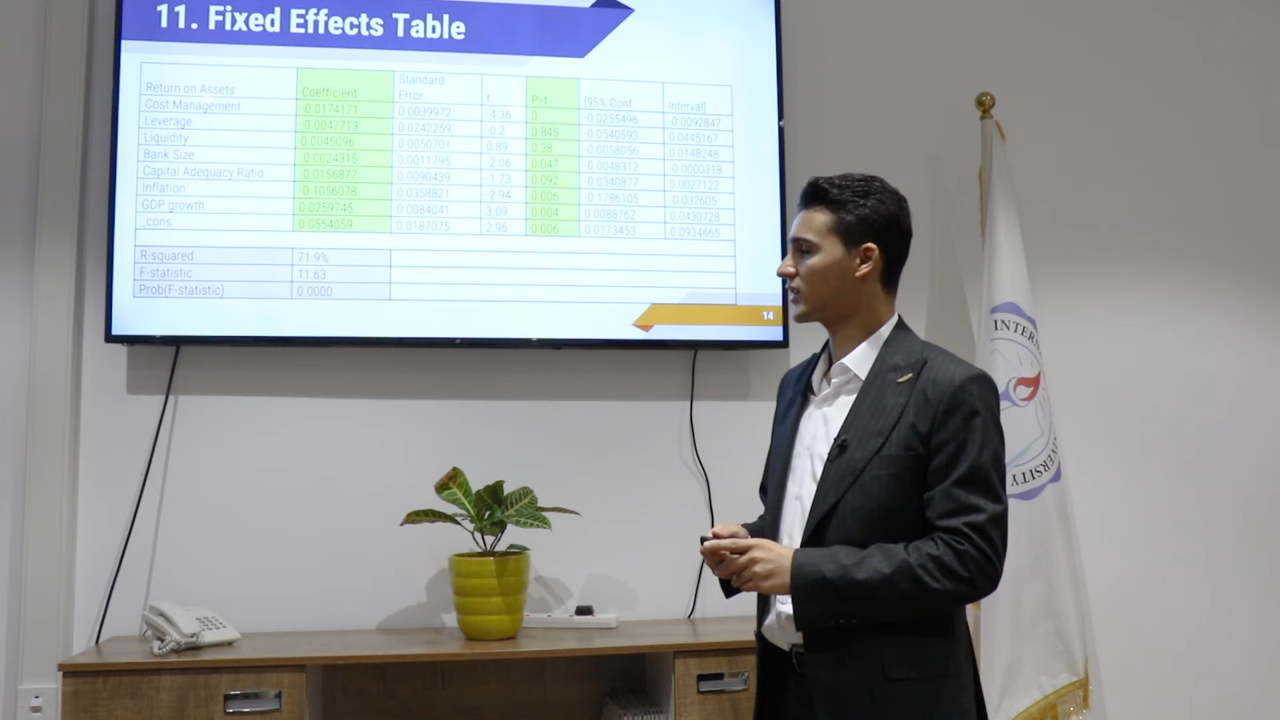 11. Fixed Effects Table
Return on Assets Coefficient Standard Error t P>t [95% Conf Interval]
Cost Management -0.0174171 0.0039972 -4.36 0 -0.0255496 -0.0092847
Leverage -0.0047713 0.0242259 0.2 0.845 -0.0540593 0.0445167
Liquidity 0.0045096 0.0050701 0.89 0.38 0.0058056 0.0148248
Bank Size 0.0024315 0.0011795 2.06 0.047 -0.0048312 -0.0000318
Capital Adequacy Ratio 0.0156877 0.0090439 1.73 0.092 -0.0340877 0.0027122
Inflation -0.1056078 0.0358821 2.94 0.006 -0.1786105 0.032605
GDP growth 0.0259745 0.0084041 3.09 0.004 0.0088762 0.0430728
_cons 0.0554059 0.0187075 2.96 0.006 0.0173453 0.0934665
R-squared 71.9%
F-statistic 11.63
Prob(F-statistic) 0.0000
14
INTERN
VERSITY